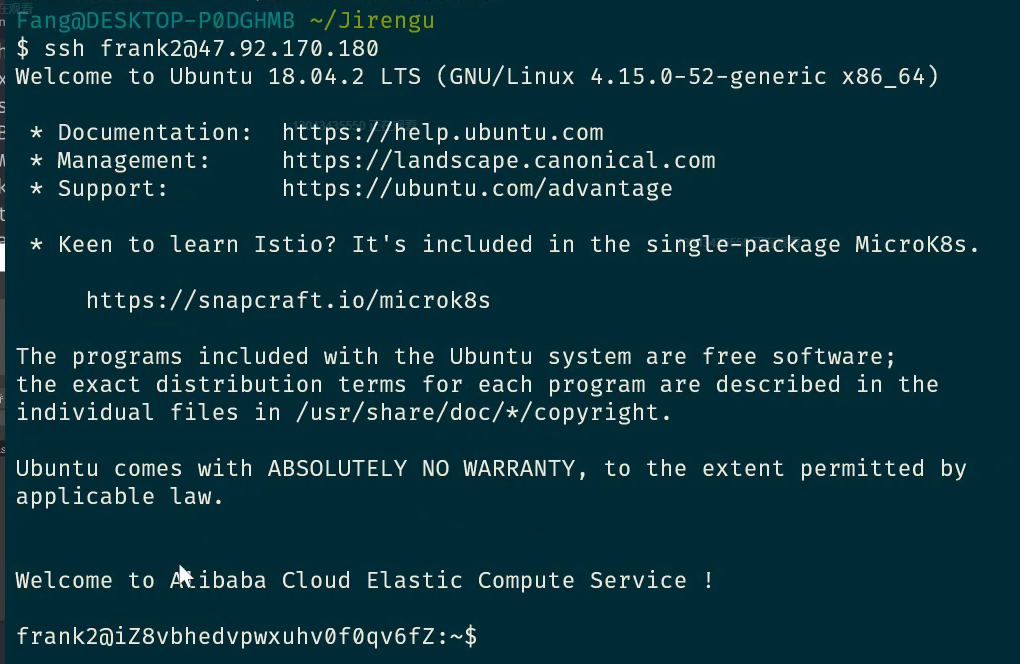 Fang@DESKTOP-P0DGHMB ~/Jirengu
$ ssh frank2@47.92.170.180
Welcome to Ubuntu 18.04.2 LTS (GNU/Linux 4.15.0-52-generic x86_64)
* Documentation: https://help.ubuntu.com
* Management: https://landscape.canonical.com
* Support: https://ubuntu.com/advantage
* Keen to learn Istio? It's included in the single-package MicroK8s.
https://snapcraft.io/microk8s
The programs included with the Ubuntu system are free software;
the exact distribution terms for each program are described in the
individual files in /usr/share/doc/*/copyright.
Ubuntu comes with ABSOLUTELY NO WARRANTY, to the extent permitted by
applicable law.
Welcome to Alibaba Cloud Elastic Compute Service !
frank2@iZ8vbhedvpwxuhv0f0qv6fZ:~$